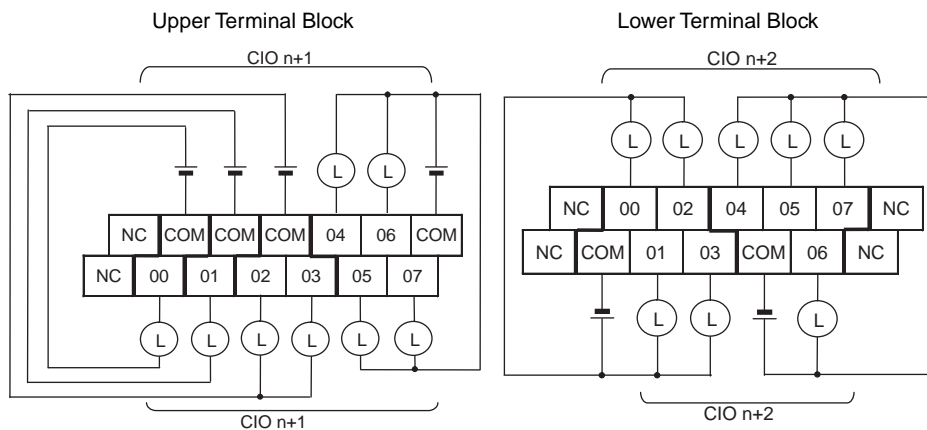 Upper Terminal Block
Lower Terminal Block
CIO n+1
CIO n+2
L L
L L L L L
NC COM COM COM 04 06 COM
NC 00 01 02 03 05 07
NC 00 02 04 05 07 NC
NC COM 01 03 COM 06 NC
L L L L L L
L L L
CIO n+1
CIO n+2